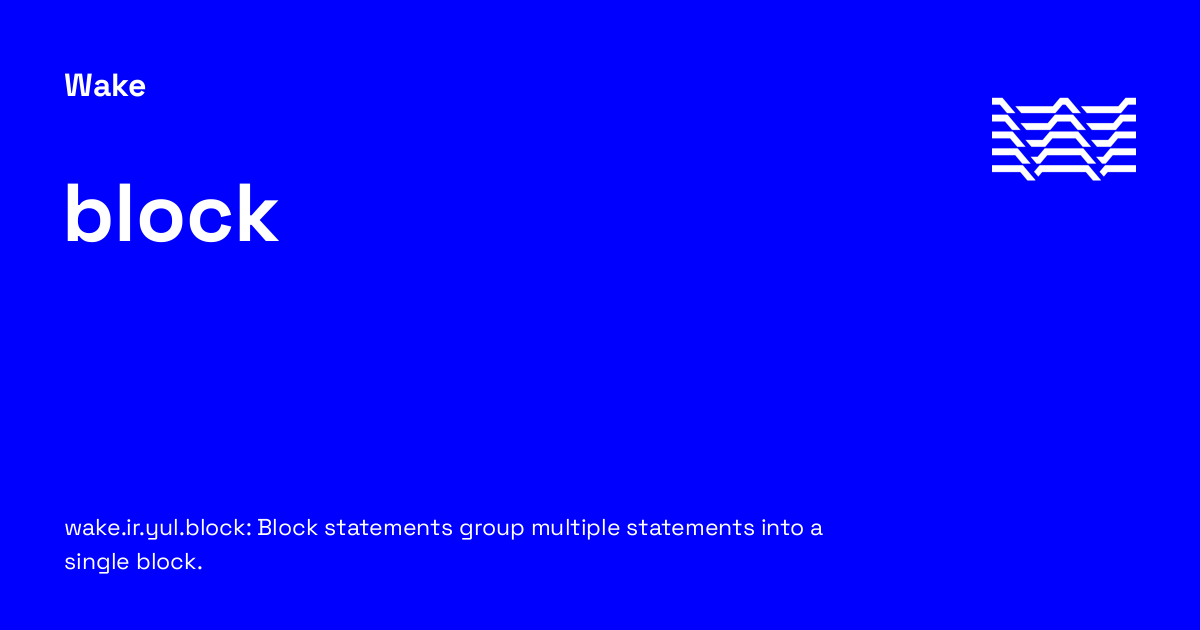 Wake
block
wake.ir.yul.block: Block statements group multiple statements into a
single block.